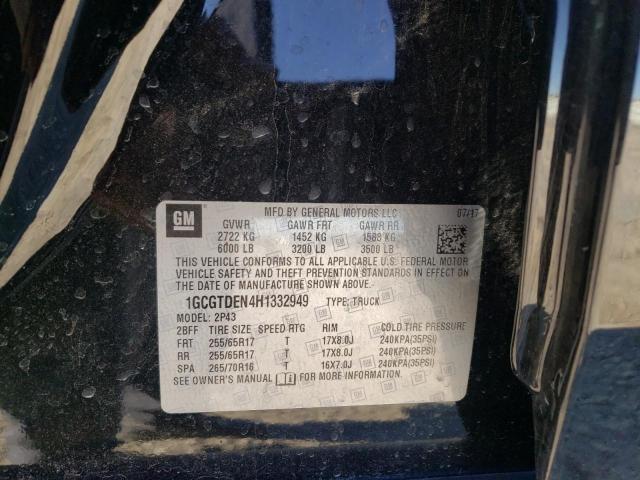 GM
MFD BY GENERAL MOTORS LLC 07/17
GVWR GAWR FRT GAWR RR
2722 KG 1452 KG 1588 KG
6000 LB 3200 LB 3500 LB
THIS VEHICLE CONFORMS TO ALL APPLICABLE U.S. FEDERAL MOTOR
VEHICLE SAFETY AND THEFT PREVENTION STANDARDS IN EFFECT ON
THE DATE OF MANUFACTURE SHOWN ABOVE.
1GCGTDEN4H1332949 TYPE: TRUCK
MODEL: 2P43
2BFF TIRE SIZE SPEED RTG RIM COLD TIRE PRESSURE
FRT 255/65R17 T 17X8.0J 240KPA(35PSI)
RR 255/65R17 T 17X8.0J 240KPA(35PSI)
SPA 265/70R16 T 16X7.0J 240KPA(35PSI)
SEE OWNER'S MANUAL FOR MORE INFORMATION.